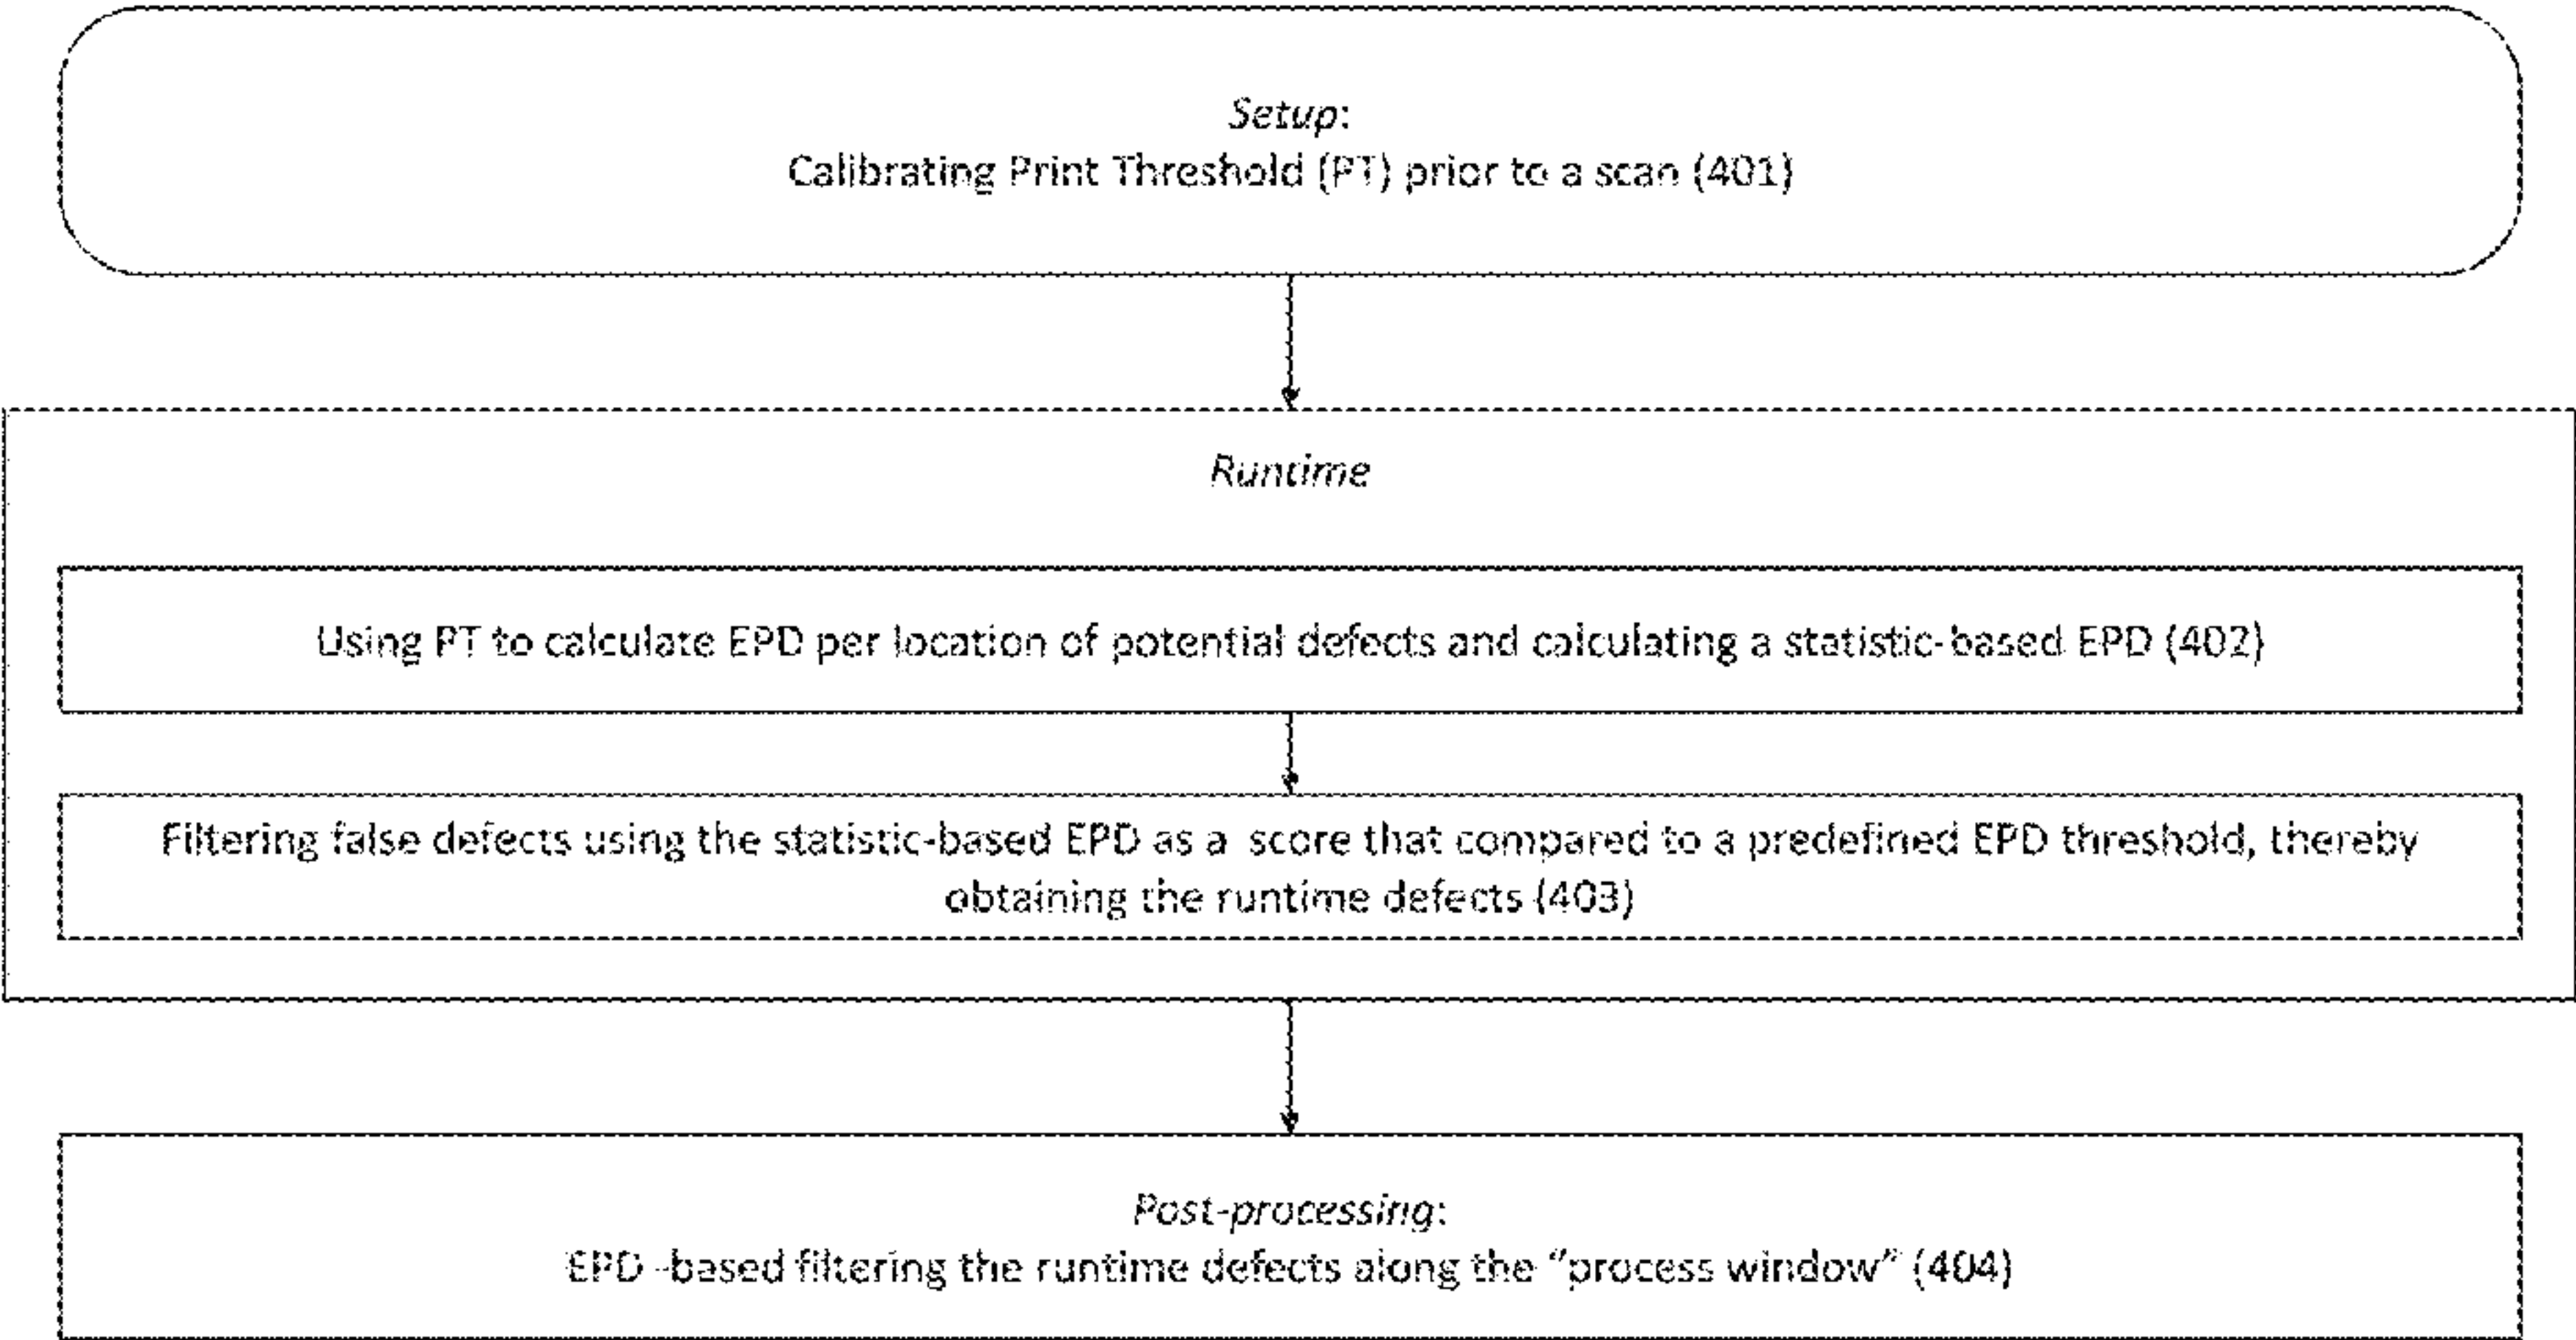 Setup:
Calibrating Print Threshold (PT) prior to a scan (401)
Runtime
Using PT to calculate EPD per location of potential defects and calculating a statistic-based EPD (402)
Filtering false defects using the statistic-based EPD as a score that compared to a predefined EPD threshold, thereby
obtaining the runtime defects (403)
Post-processing:
EPD -based filtering the runtime defects along the “process window” (404)